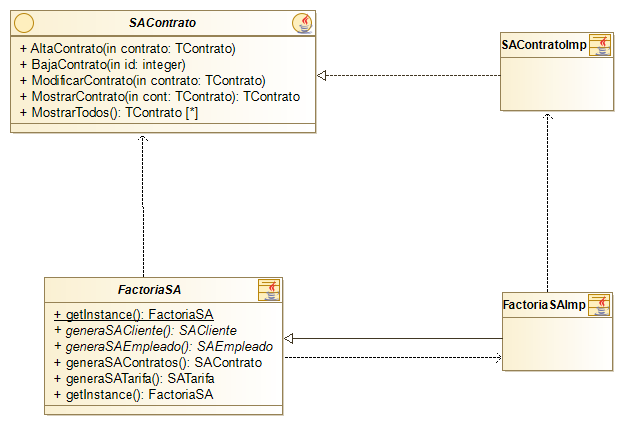 SAContrato
+ AltaContrato(in contrato: TContrato)
+ BajaContrato(in id: integer)
+ ModificarContrato(in contrato: TContrato)
+ MostrarContrato(in cont: TContrato): TContrato
+ MostrarTodos(): TContrato [*]
SAContratoImp
FactoriaSA
+ getInstance(): FactoriaSA
+ generaSACliente(): SACliente
+ generaSAEmpleado(): SAEmpleado
+ generaSAContratos(): SAContrato
+ generaSATarifa(): SATarifa
+ getInstance(): FactoriaSA
FactoriaSAImp